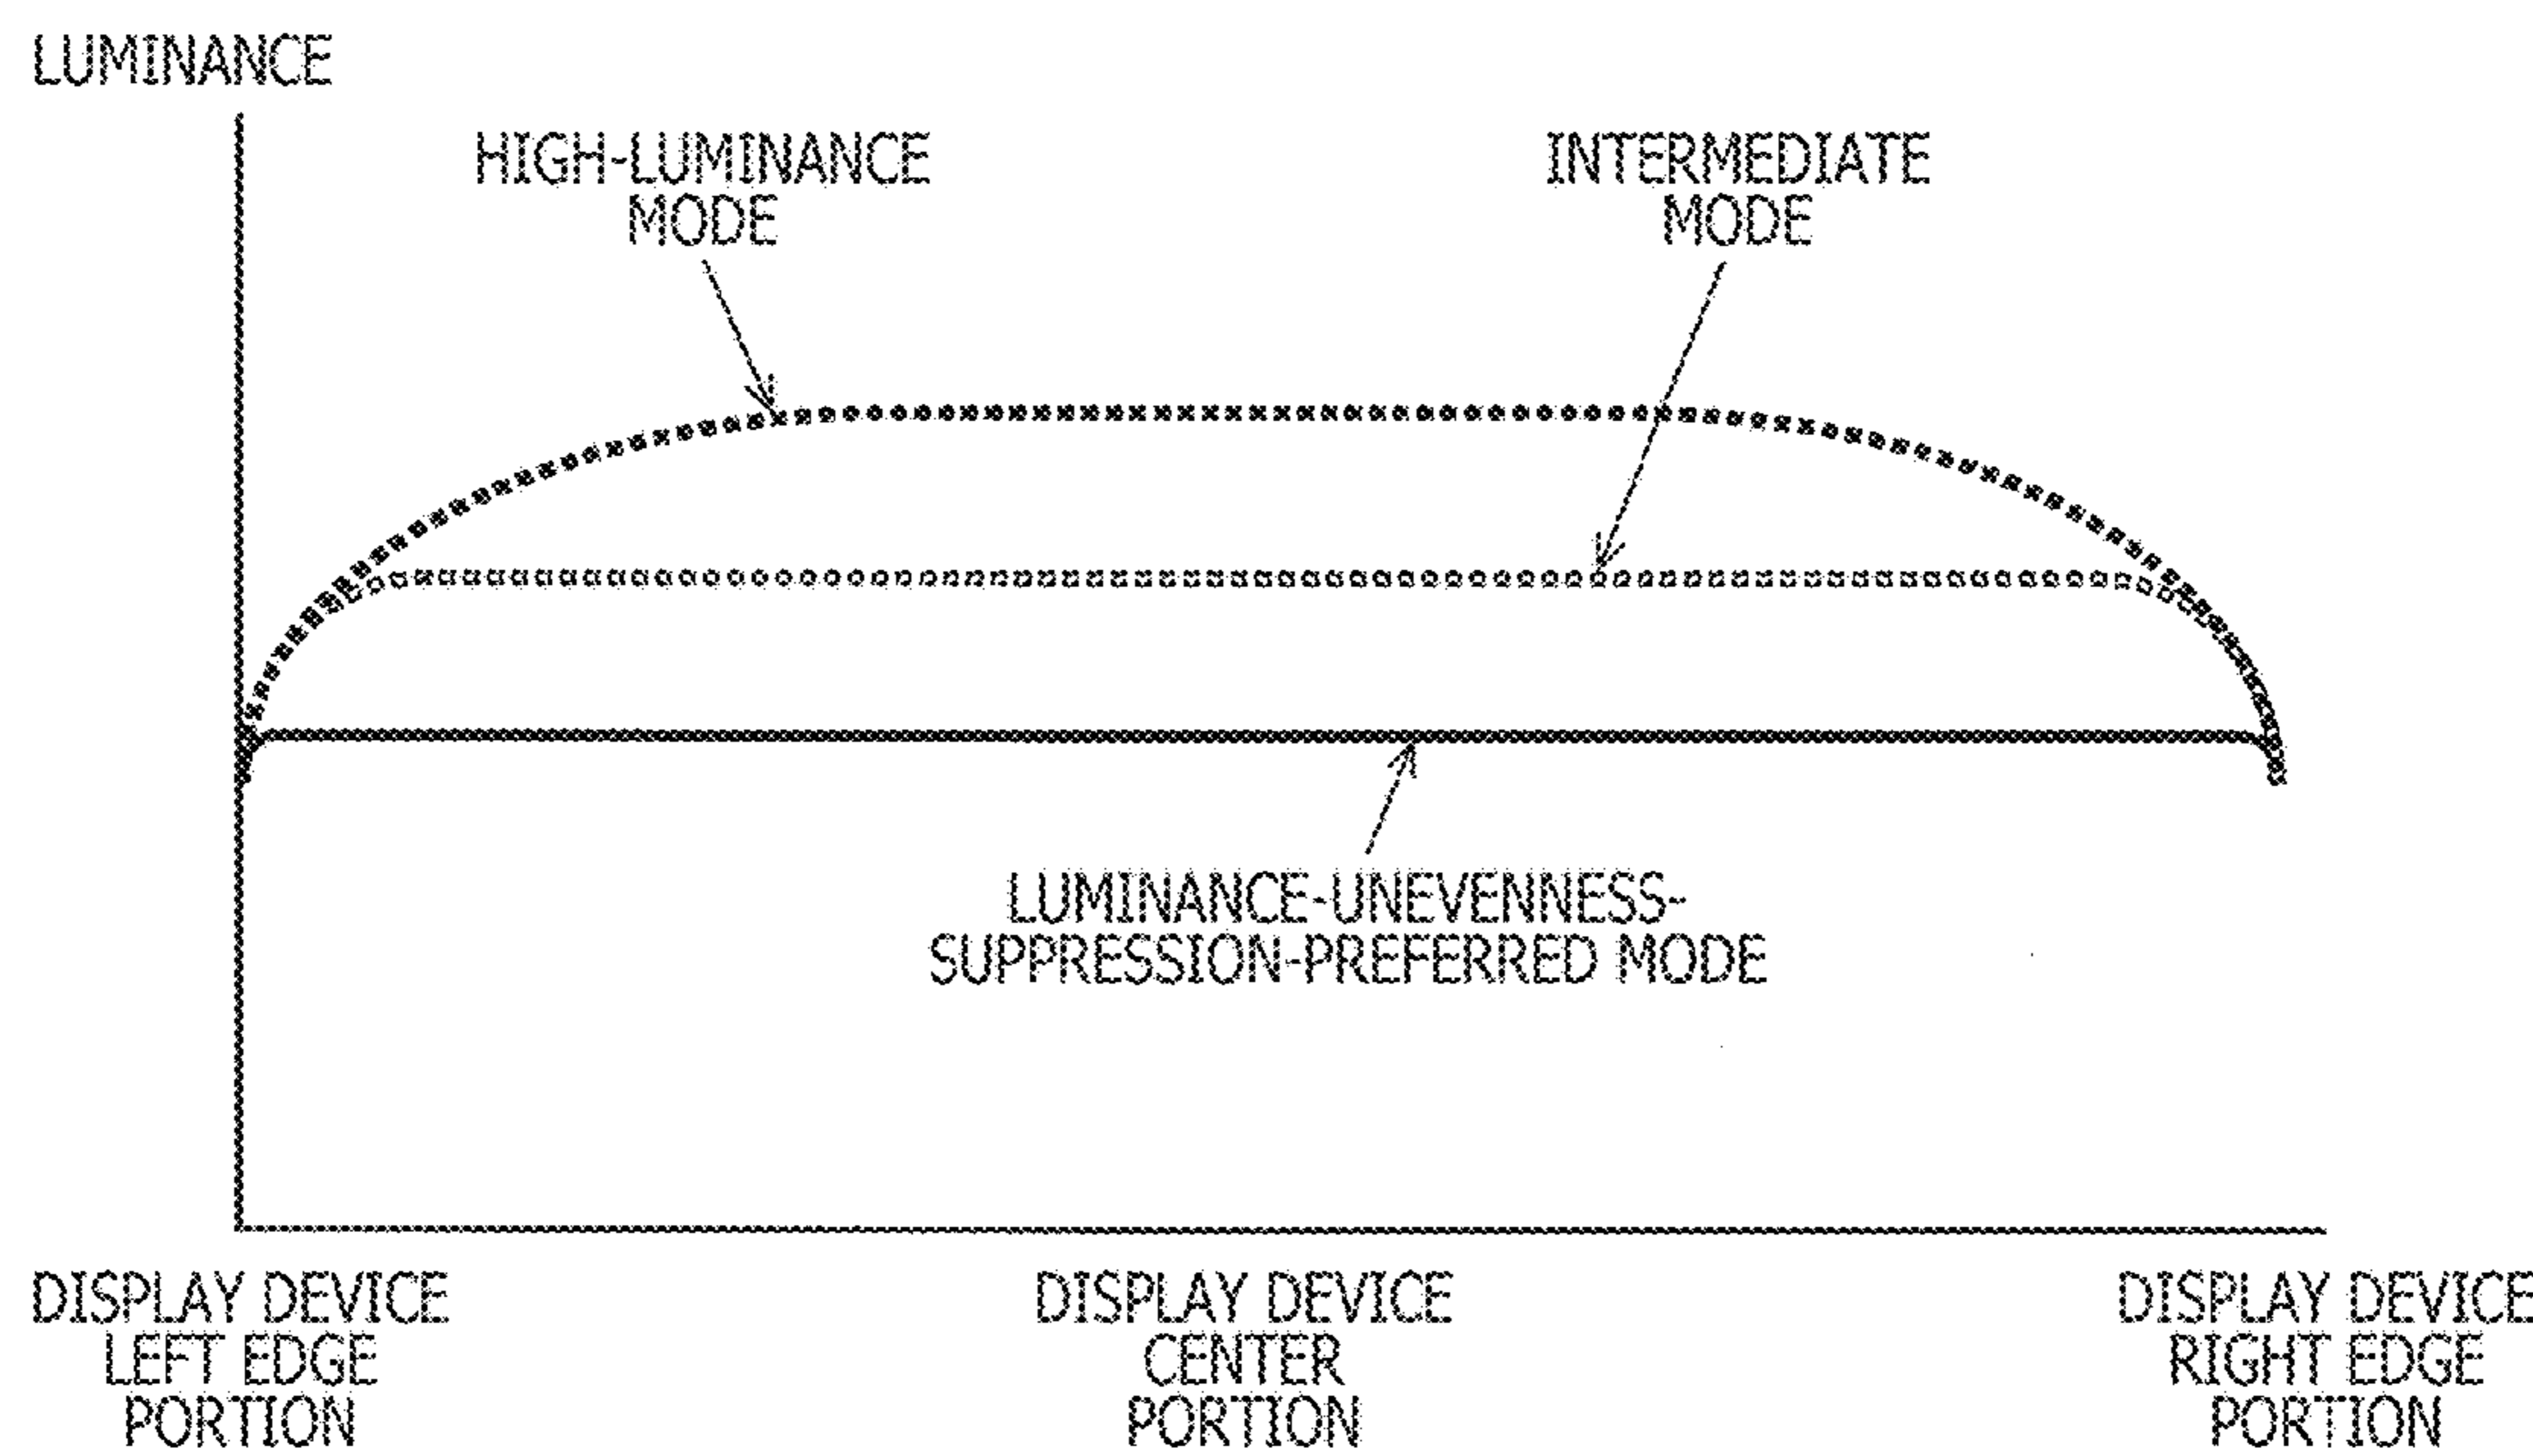 LUMINANCE
HIGH-LUMINANCE
MODE
INTERMEDIATE
MODE
LUMINANCE-UNEVENNESS-
SUPPRESSION-PREFERRED MODE
DISPLAY DEVICE
LEFT EDGE
PORTION
DISPLAY DEVICE
CENTER
PORTION
DISPLAY DEVICE
RIGHT EDGE
PORTION